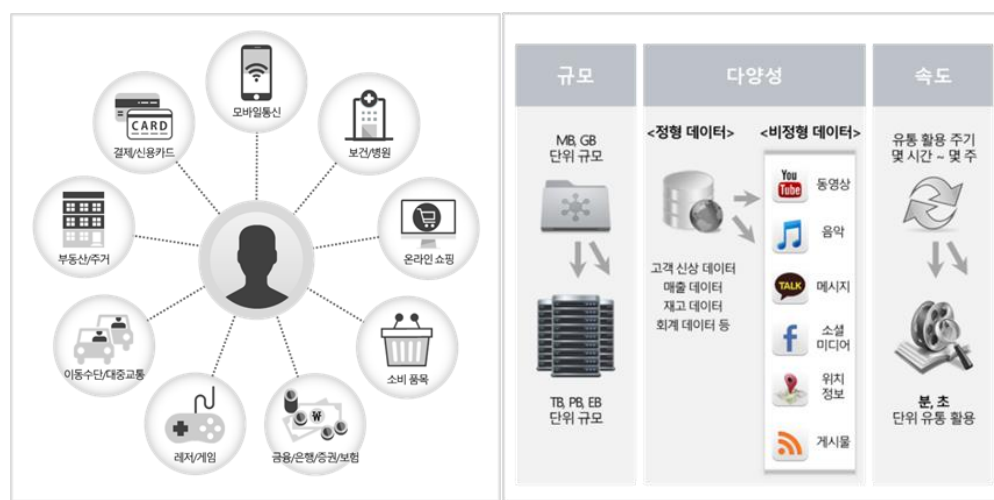 모바일통신
보건/병원
온라인 쇼핑
소비 품목
금융/은행/증권/보험
₩
레저/게임
이동수단/대중교통
부동산/주거
결제/신용카드
CARD
규모
MB, GB
단위 규모
TB, PB, EB
단위 규모
다양성
<정형 데이터>
고객 신상 데이터
매출 데이터
재고 데이터
회계 데이터 등
<비정형 데이터>
You
Tube
동영상
음악
TALK
메시지
f
소셜
미디어
위치
정보
게시물
속도
유통 활용 주기
몇 시간 ~ 몇 주
분, 초
단위 유통 활용